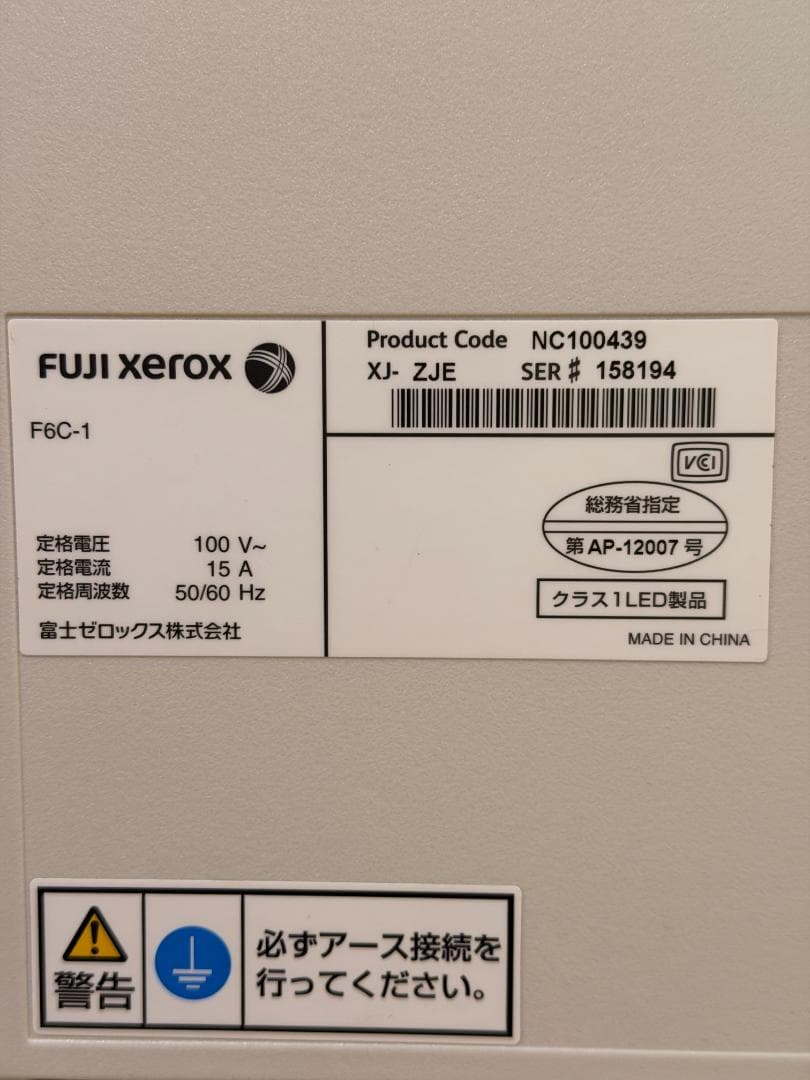 FUJI xerox
F6C-1
定格電圧 100 V~
定格電流 15 A
定格周波数 50/60 Hz
富士ゼロックス株式会社
Product Code NC100439
XJ- ZJE SER # 158194
VCI
総務省指定
第 AP-12007 号
クラス1LED製品
MADE IN CHINA
警告
必ずアース接続を
行ってください。